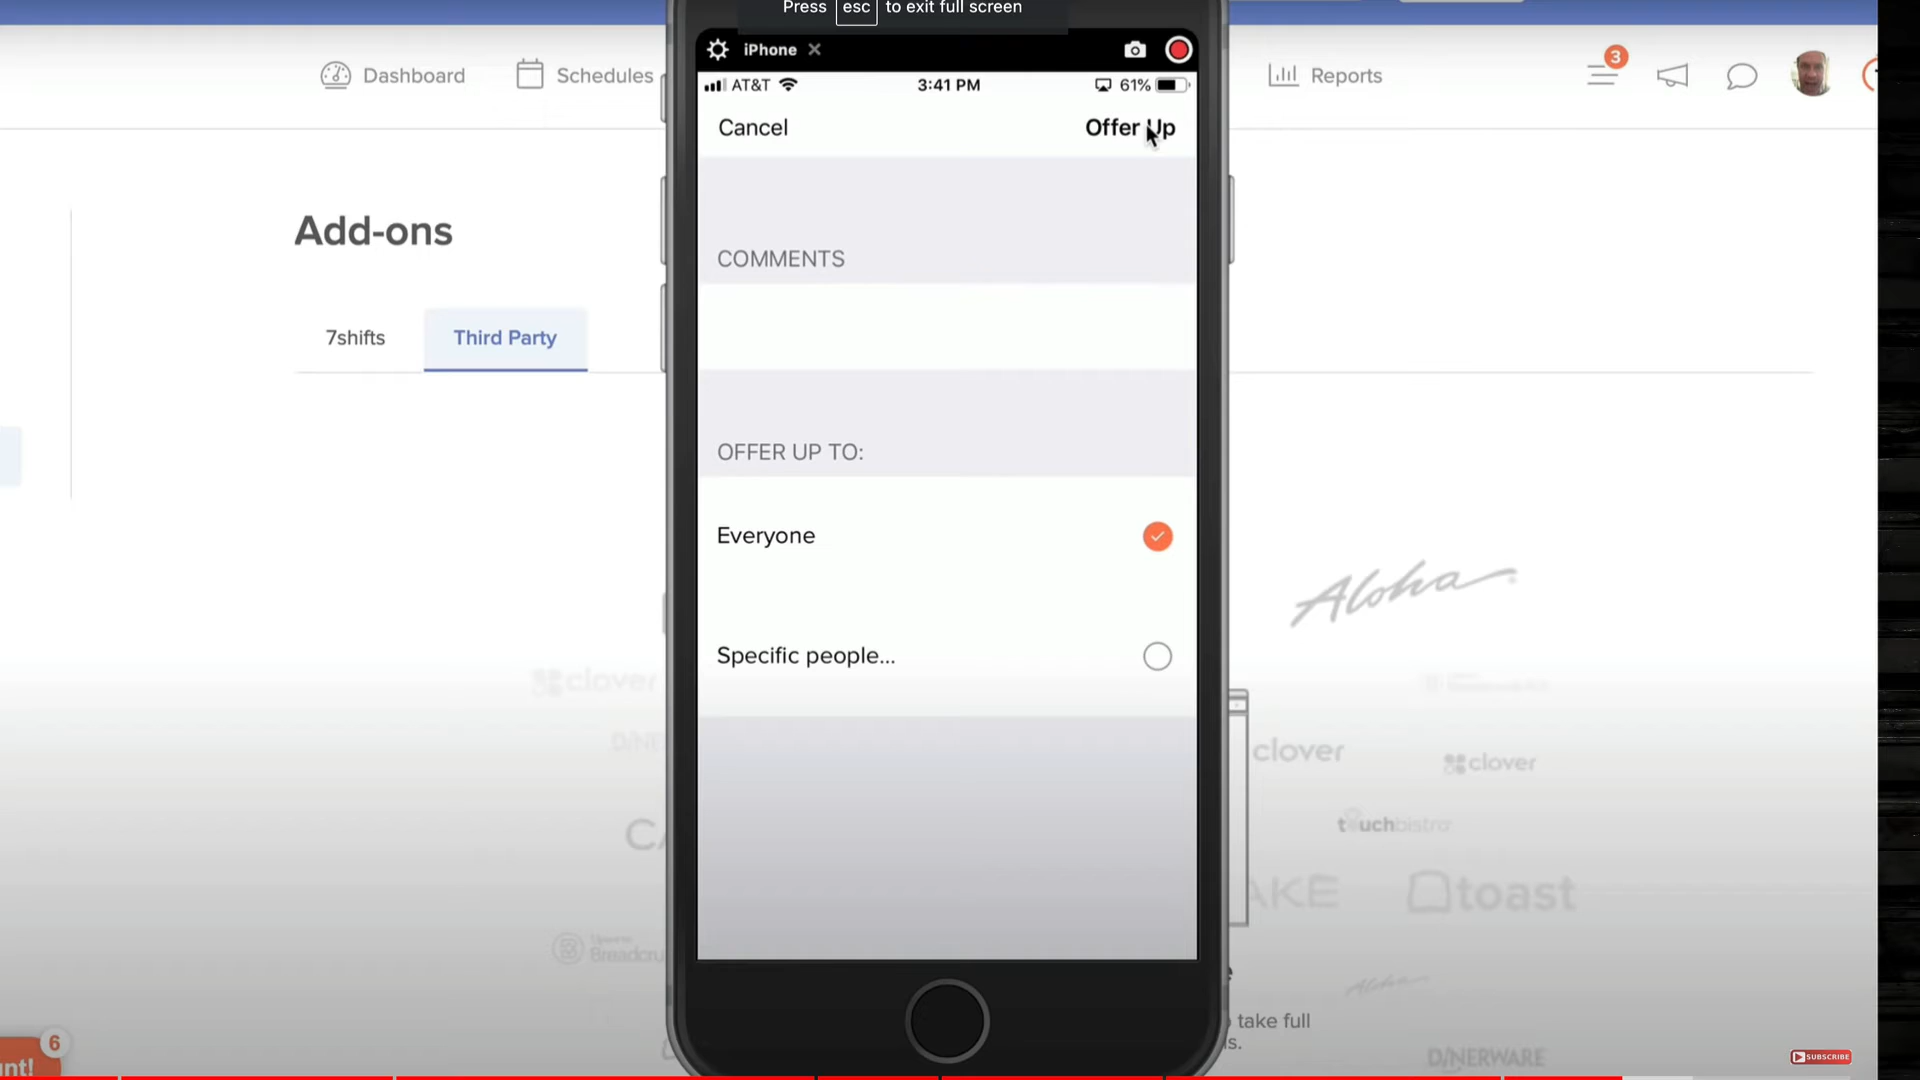 Press esc to exit full screen
iPhone
Dashboard
Schedules
Reports
3
AT&T
3:41 PM
61%
Cancel
Offer Up
Add-ons
COMMENTS
7shifts
Third Party
OFFER UP TO:
Everyone
Aloha
Specific people...
clover
clover
clover
touchbistro
toast
take full
6
nt!
DINERWARE
SUBSCRIBE